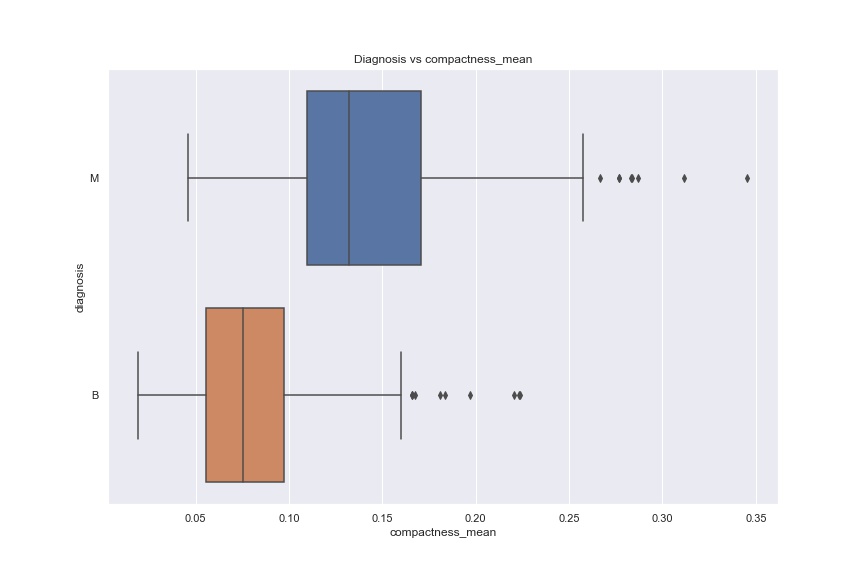 Diagnosis vs compactness_mean
M
diagnosis
B
0.05 0.10 0.15 0.20 0.25 0.30 0.35
compactness_mean